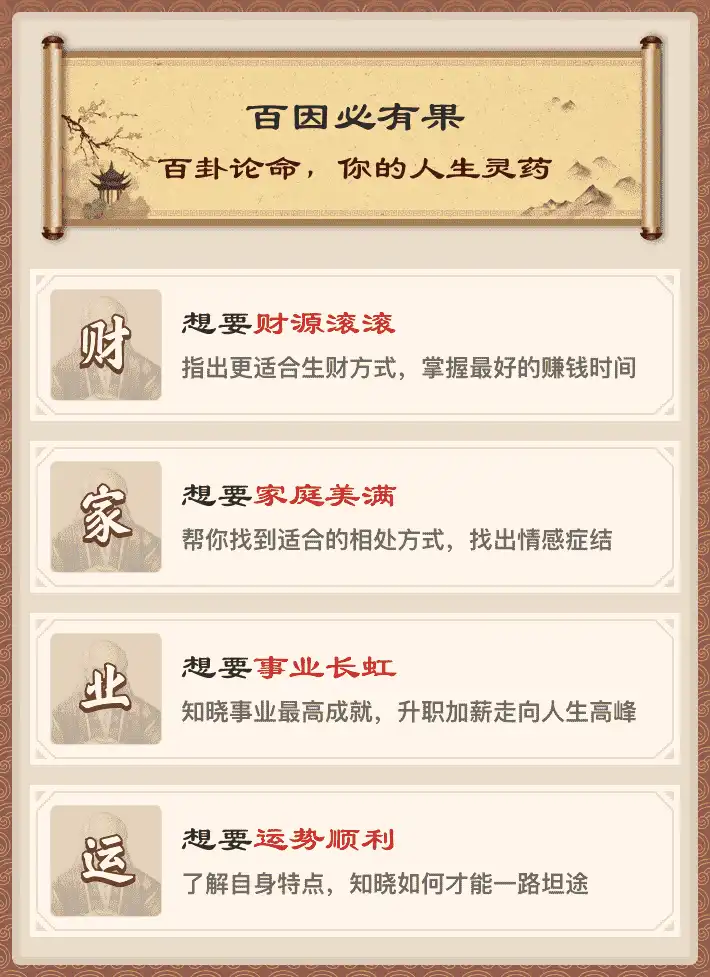 百因必有果
百卦论命，你的人生灵药
财
想要财源滚滚
指出更适合生财方式，掌握最好的赚钱时间
家
想要家庭美满
帮你找到适合的相处方式，找出情感症结
业
想要事业长虹
知晓事业最高成就，升职加薪走向人生高峰
运
想要运势顺利
了解自身特点，知晓如何才能一路坦途